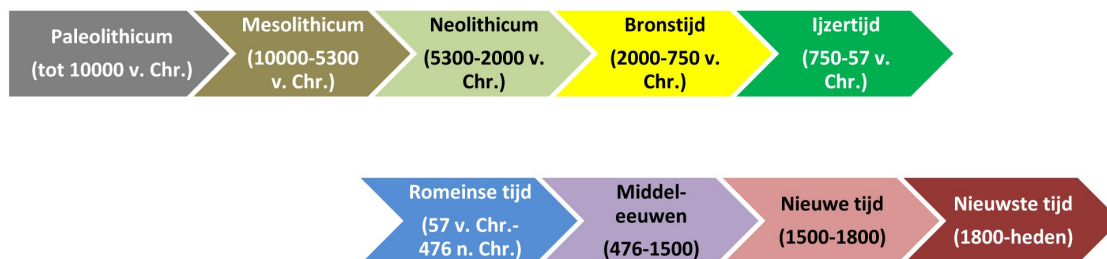 Paleolithicum
(tot 10000 v. Chr.)
Mesolithicum
(10000-5300
v. Chr.)
Neolithicum
(5300-2000 v.
Chr.)
Bronstijd
(2000-750 v.
Chr.)
Ijzertijd
(750-57 v.
Chr.)
Romeinse tijd
(57 v. Chr.-
476 n. Chr.)
Middel-
eeuwen
(476-1500)
Nieuwe tijd
(1500-1800)
Nieuwste tijd
(1800-heden)